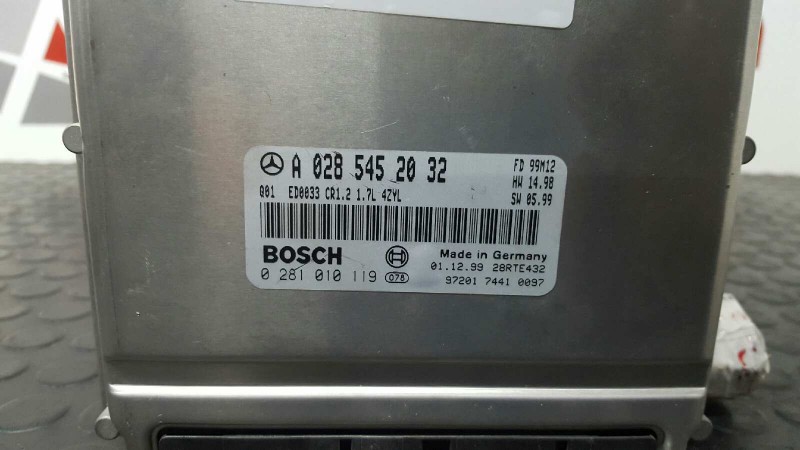 A 028 545 20 32
FD 99M12
HW 14.98
Q01 ED0033 CR1.2 1.7L 4ZYL
SW 05.99
BOSCH
Made in Germany
01.12.99 28RTE432
0 281 010 119 078
97201 7441 0097